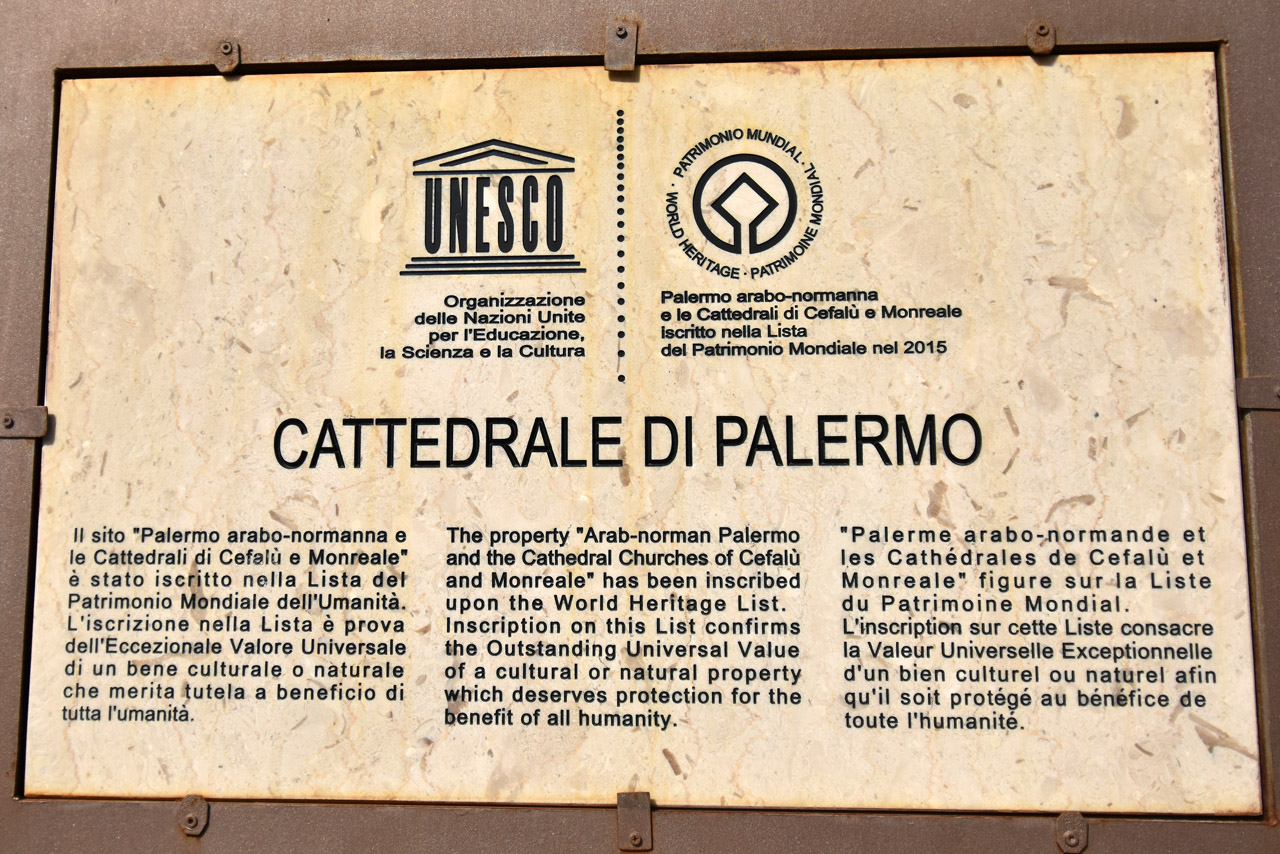 UNESCO
Organizzazione
delle Nazioni Unite
per l'Educazione,
la Scienza e la Cultura
PATRIMONIO MUNDIAL · WORLD HERITAGE · PATRIMOINE MONDIAL ·
Palermo arabo-normanna
e le Cattedrali di Cefalù e Monreale
iscritto nella Lista
del Patrimonio Mondiale nel 2015
CATTEDRALE DI PALERMO
Il sito "Palermo arabo-normanna e
le Cattedrali di Cefalù e Monreale"
è stato iscritto nella Lista del
Patrimonio Mondiale dell'Umanità.
L'iscrizione nella Lista è prova
dell'Eccezionale Valore Universale
di un bene culturale o naturale
che merita tutela a beneficio di
tutta l'umanità.
The property "Arab-norman Palermo
and the Cathedral Churches of Cefalù
and Monreale" has been inscribed
upon the World Heritage List.
Inscription on this List confirms
the Outstanding Universal Value
of a cultural or natural property
which deserves protection for the
benefit of all humanity.
"Palerme arabo-normande et
les Cathédrales de Cefalù et
Monreale" figure sur la Liste
du Patrimoine Mondial.
L'inscription sur cette Liste consacre
la Valeur Universelle Exceptionnelle
d'un bien culturel ou naturel afin
qu'il soit protégé au bénéfice de
toute l'humanité.